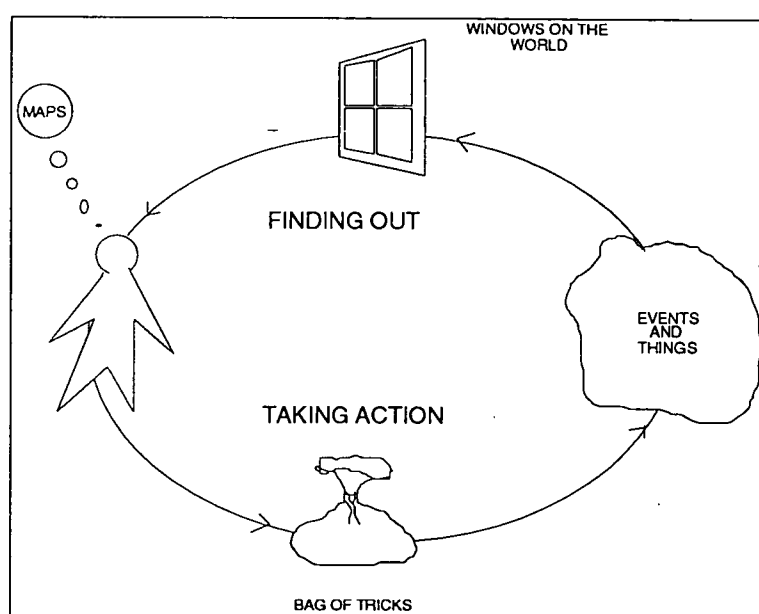 WINDOWS ON THE
WORLD
MAPS
FINDING OUT
EVENTS
AND
THINGS
TAKING ACTION
BAG OF TRICKS